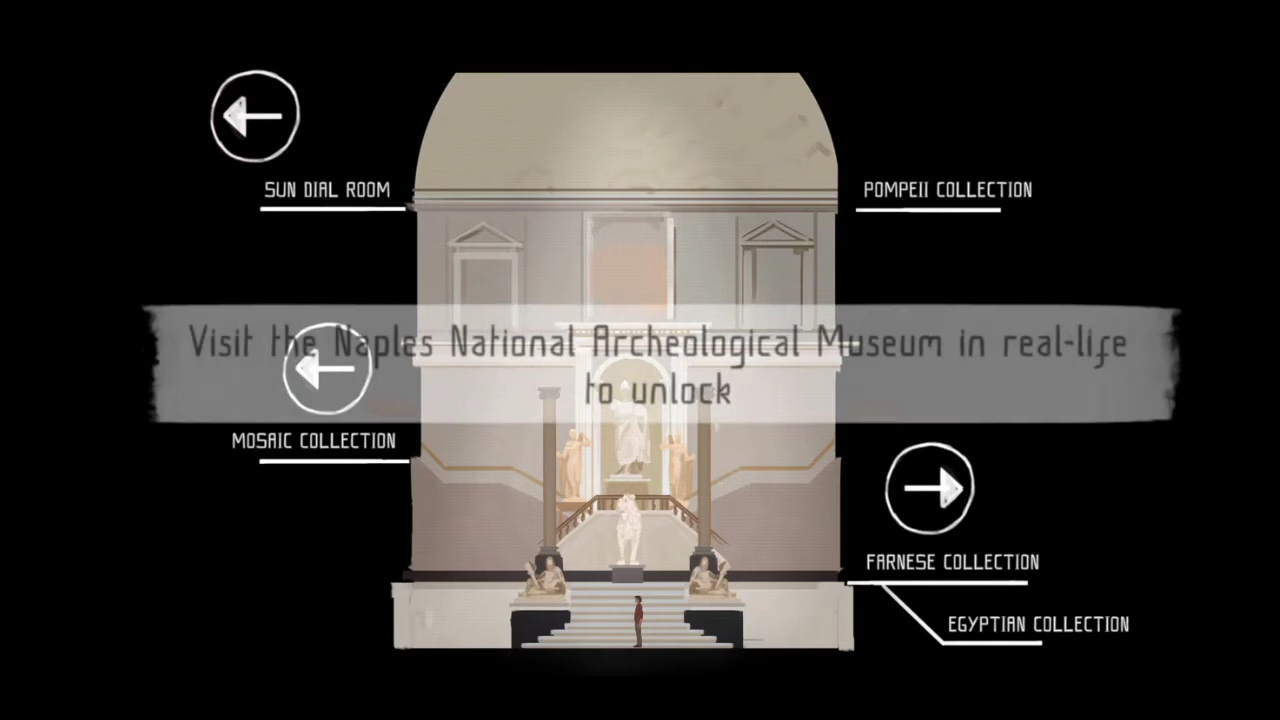 SUN DIAL ROOM
POMPEII COLLECTION
Visit the Naples National Archeological Museum in real-life
to unlock
MOSAIC COLLECTION
FARNESE COLLECTION
EGYPTIAN COLLECTION